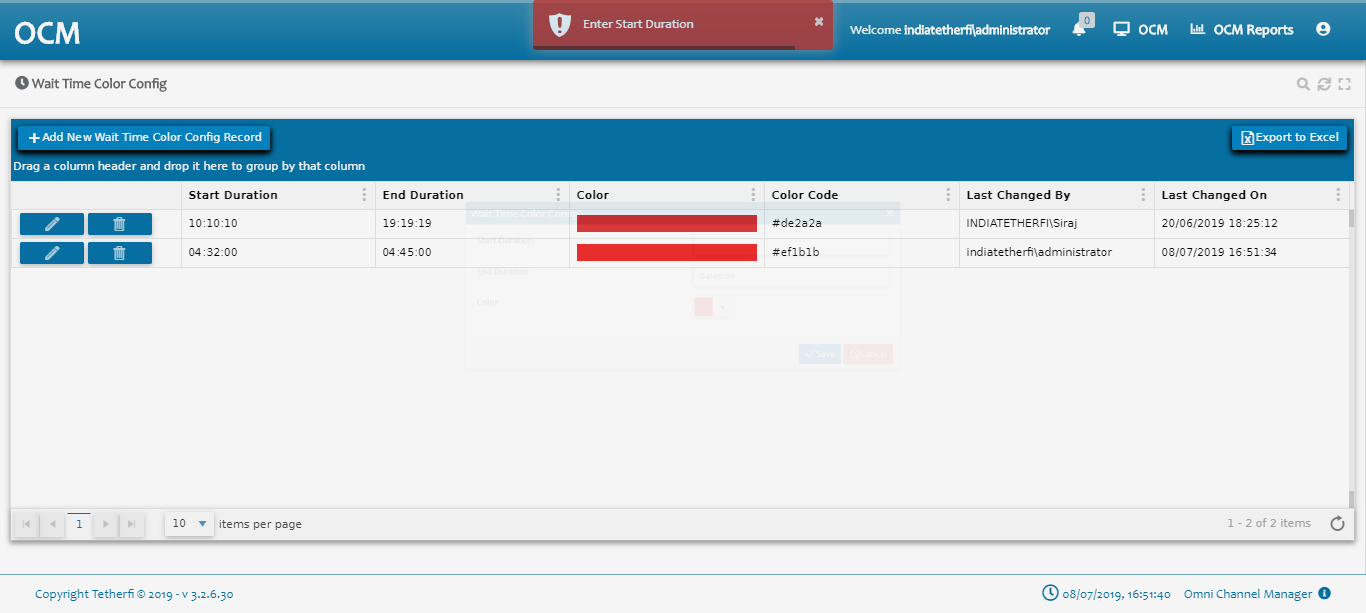 OCM
Enter Start Duration
Welcome indiatetherfi\administrator
0
OCM
OCM Reports
Wait Time Color Config
Add New Wait Time Color Config Record
Export to Excel
Drag a column header and drop it here to group by that column
Start Duration End Duration Color Color Code Last Changed By Last Changed On
10:10:10 19:19:19 #de2a2a INDIATETHERFI\Siraj 20/06/2019 18:25:12
04:32:00 04:45:00 #ef1b1b indiatetherfi\administrator 08/07/2019 16:51:34
Wait Time Color
Start Duration
End Duration
Color
Save Cancel
1 10 items per page 1 - 2 of 2 items
Copyright Tetherfi © 2019 - v 3.2.6.30
08/07/2019, 16:51:40 Omni Channel Manager